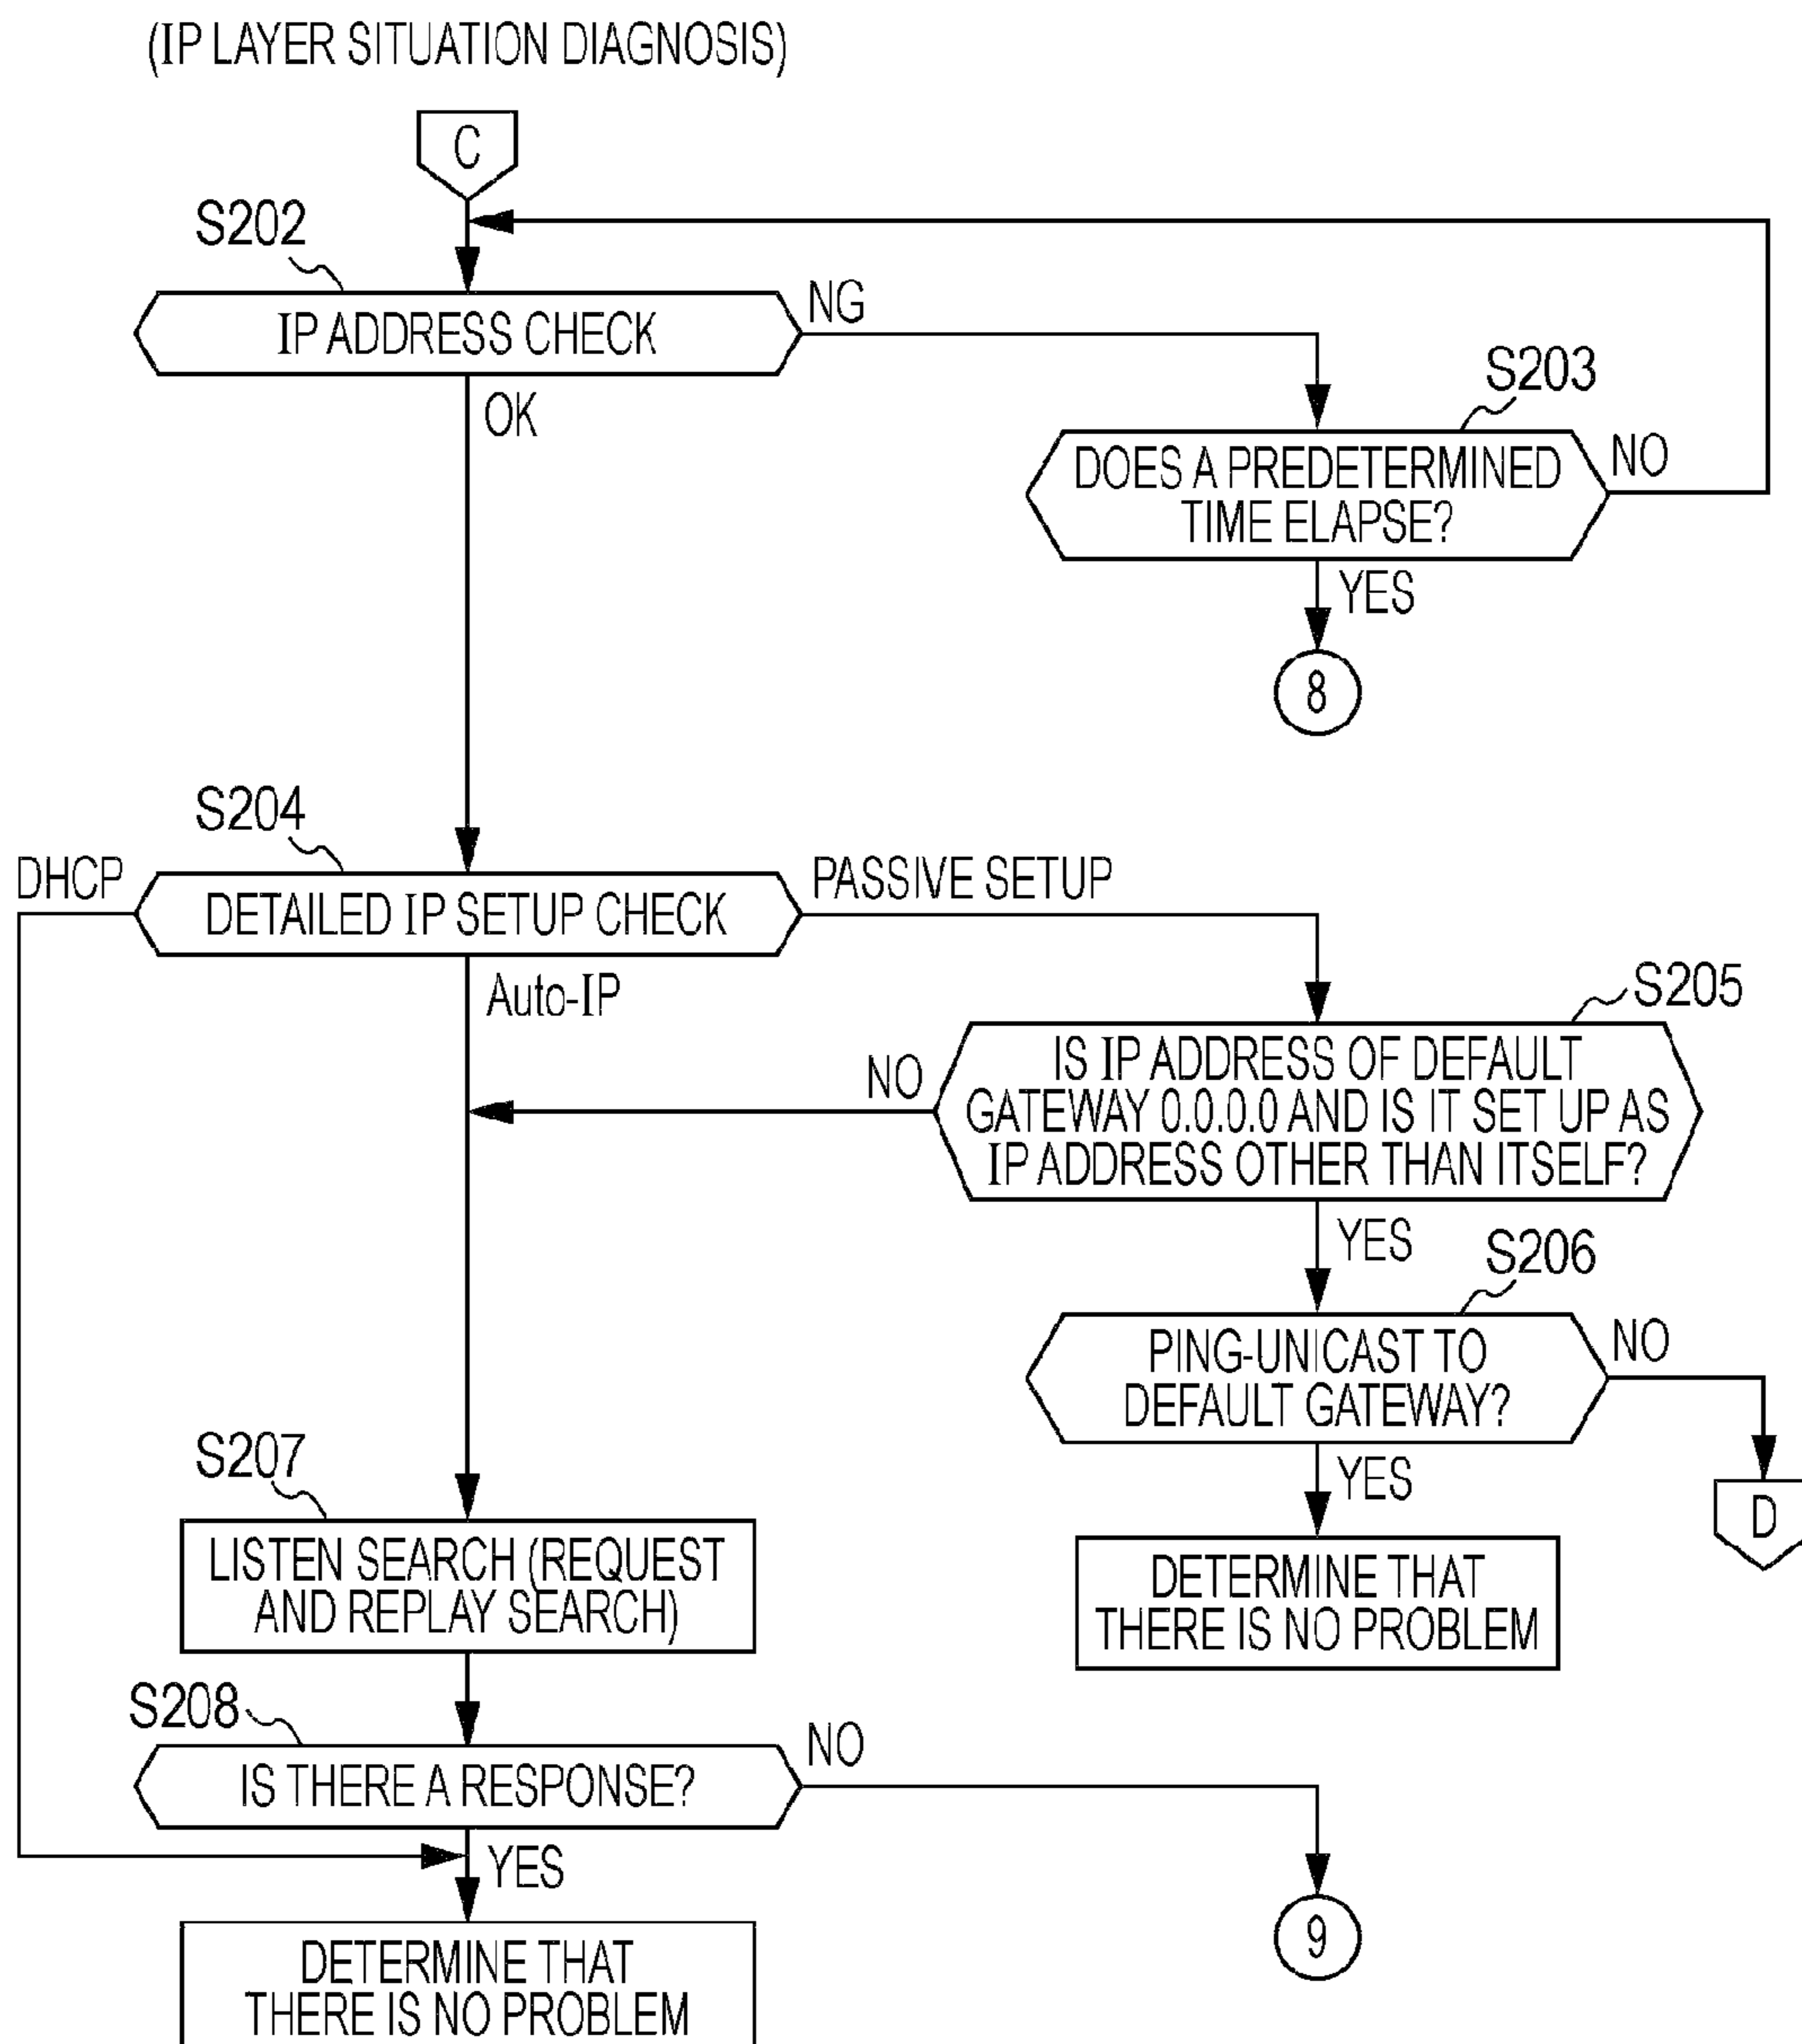 (IP LAYER SITUATION DIAGNOSIS)
C
S202
IP ADDRESS CHECK
NG
OK
S203
DOES A PREDETERMINED
TIME ELAPSE?
NO
YES
8
S204
DHCP
DETAILED IP SETUP CHECK
PASSIVE SETUP
Auto-IP
S205
IS IP ADDRESS OF DEFAULT
GATEWAY 0.0.0.0 AND IS IT SET UP AS
IP ADDRESS OTHER THAN ITSELF?
NO
YES
S206
PING-UNICAST TO
DEFAULT GATEWAY?
NO
YES
D
DETERMINE THAT
THERE IS NO PROBLEM
S207
LISTEN SEARCH (REQUEST
AND REPLAY SEARCH)
S208
IS THERE A RESPONSE?
NO
YES
9
DETERMINE THAT
THERE IS NO PROBLEM